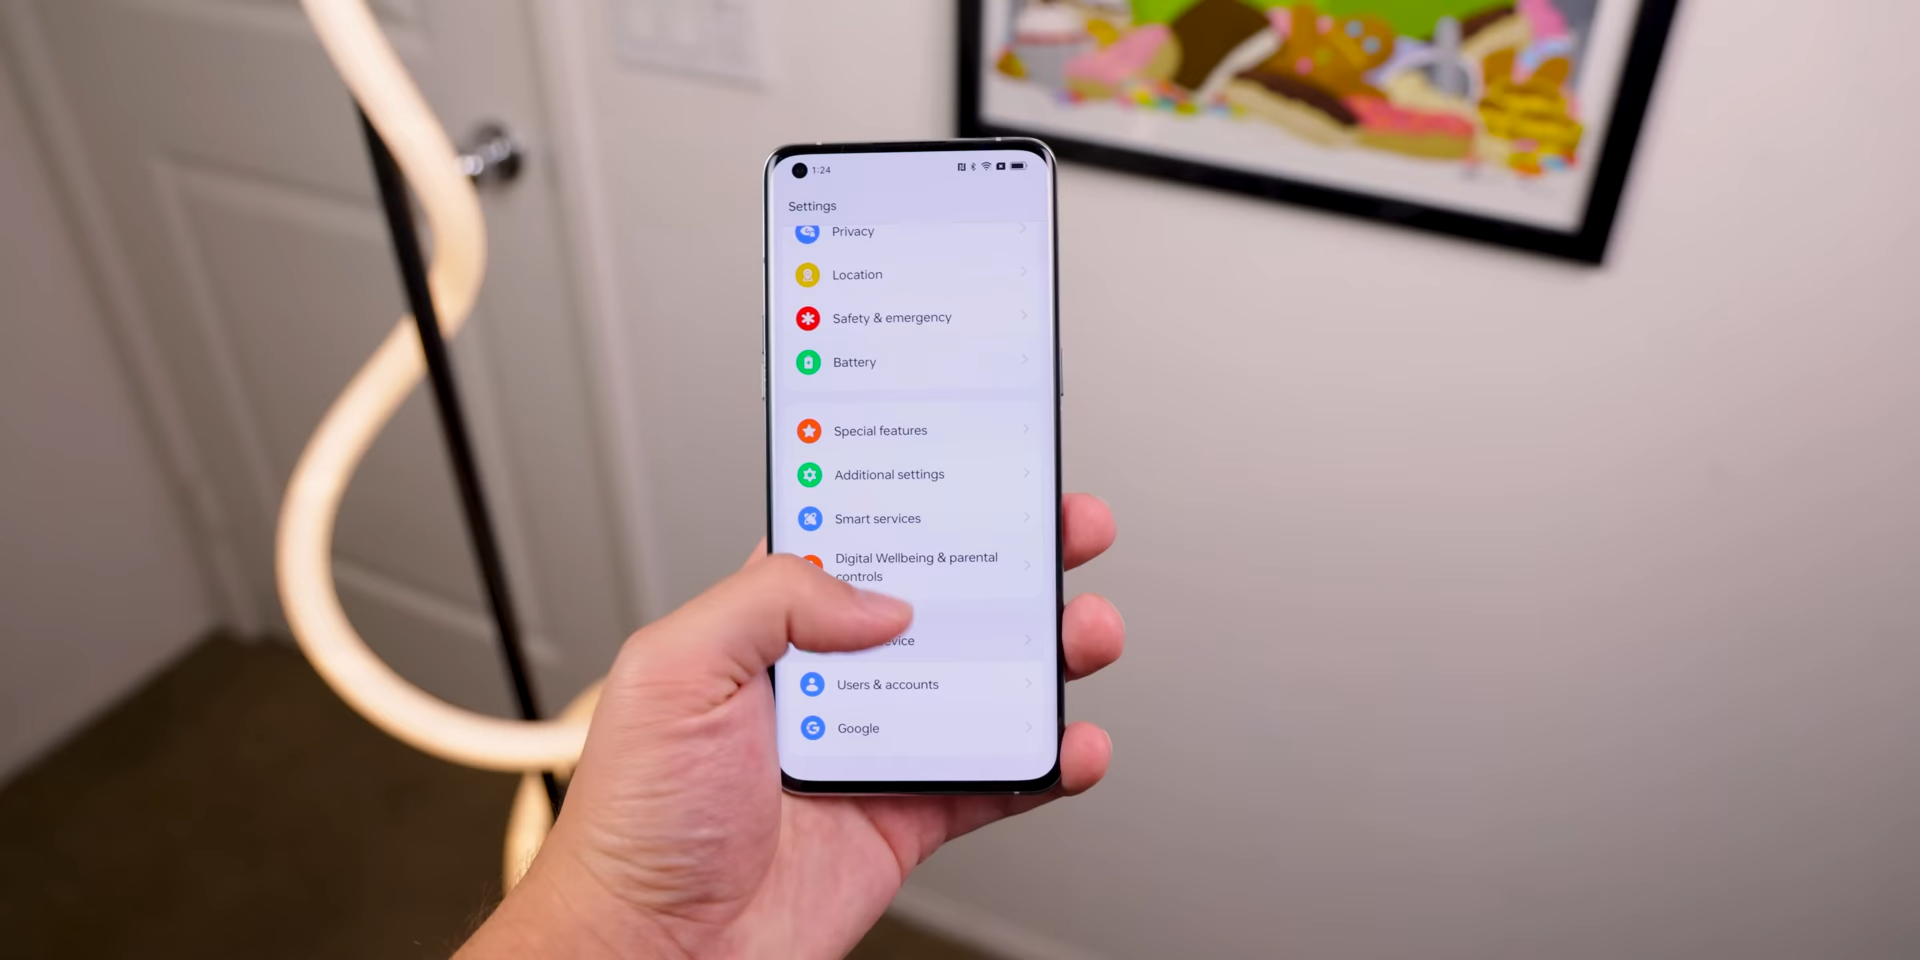 1:24
Settings
Privacy
Location
Safety & emergency
Battery
Special features
Additional settings
Smart services
Digital Wellbeing & parental
controls
Users & accounts
Google